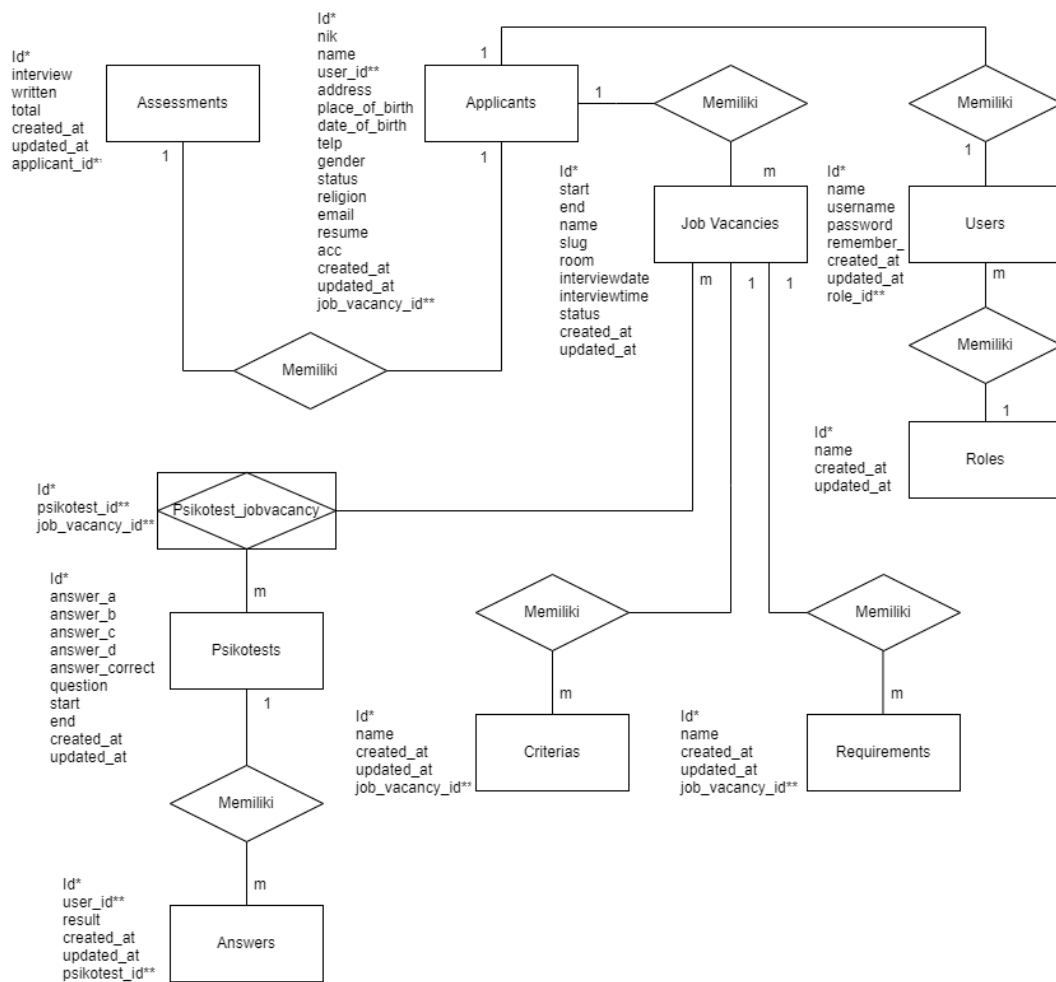 Id*
interview
written
total
created_at
updated_at
applicant_id**
Assessments
1
Id*
nik
name
user_id**
address
place_of_birth
date_of_birth
telp
gender
status
religion
email
resume
acc
created_at
updated_at
job_vacancy_id**
1
Applicants
1
1
Memiliki
m
Memiliki
1
Id*
start
end
name
slug
room
interviewdate
interviewtime
status
created_at
updated_at
Job Vacancies
m
1
1
Id*
name
username
password
remember_
created_at
updated_at
role_id**
Users
m
Memiliki
Memiliki
1
Id*
name
created_at
updated_at
Roles
Id*
psikotest_id**
job_vacancy_id**
Psikotest_jobvacancy
m
Id*
answer_a
answer_b
answer_c
answer_d
answer_correct
question
start
end
created_at
updated_at
Psikotests
1
Memiliki
m
Memiliki
m
Id*
name
created_at
updated_at
job_vacancy_id**
Criterias
Memiliki
m
Id*
name
created_at
updated_at
job_vacancy_id**
Requirements
Id*
user_id**
result
created_at
updated_at
psikotest_id**
Answers